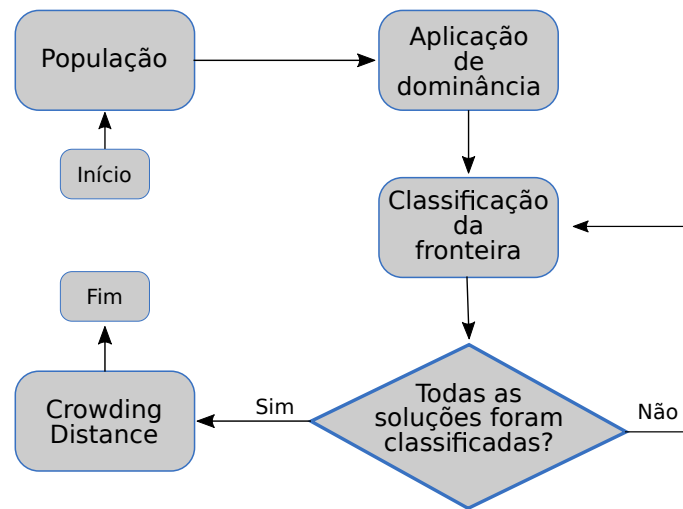 População
Aplicação
de
dominância
Início
Classificação
da
fronteira
Fim
Todas as
soluções foram
classificadas?
Sim
Não
Crowding
Distance